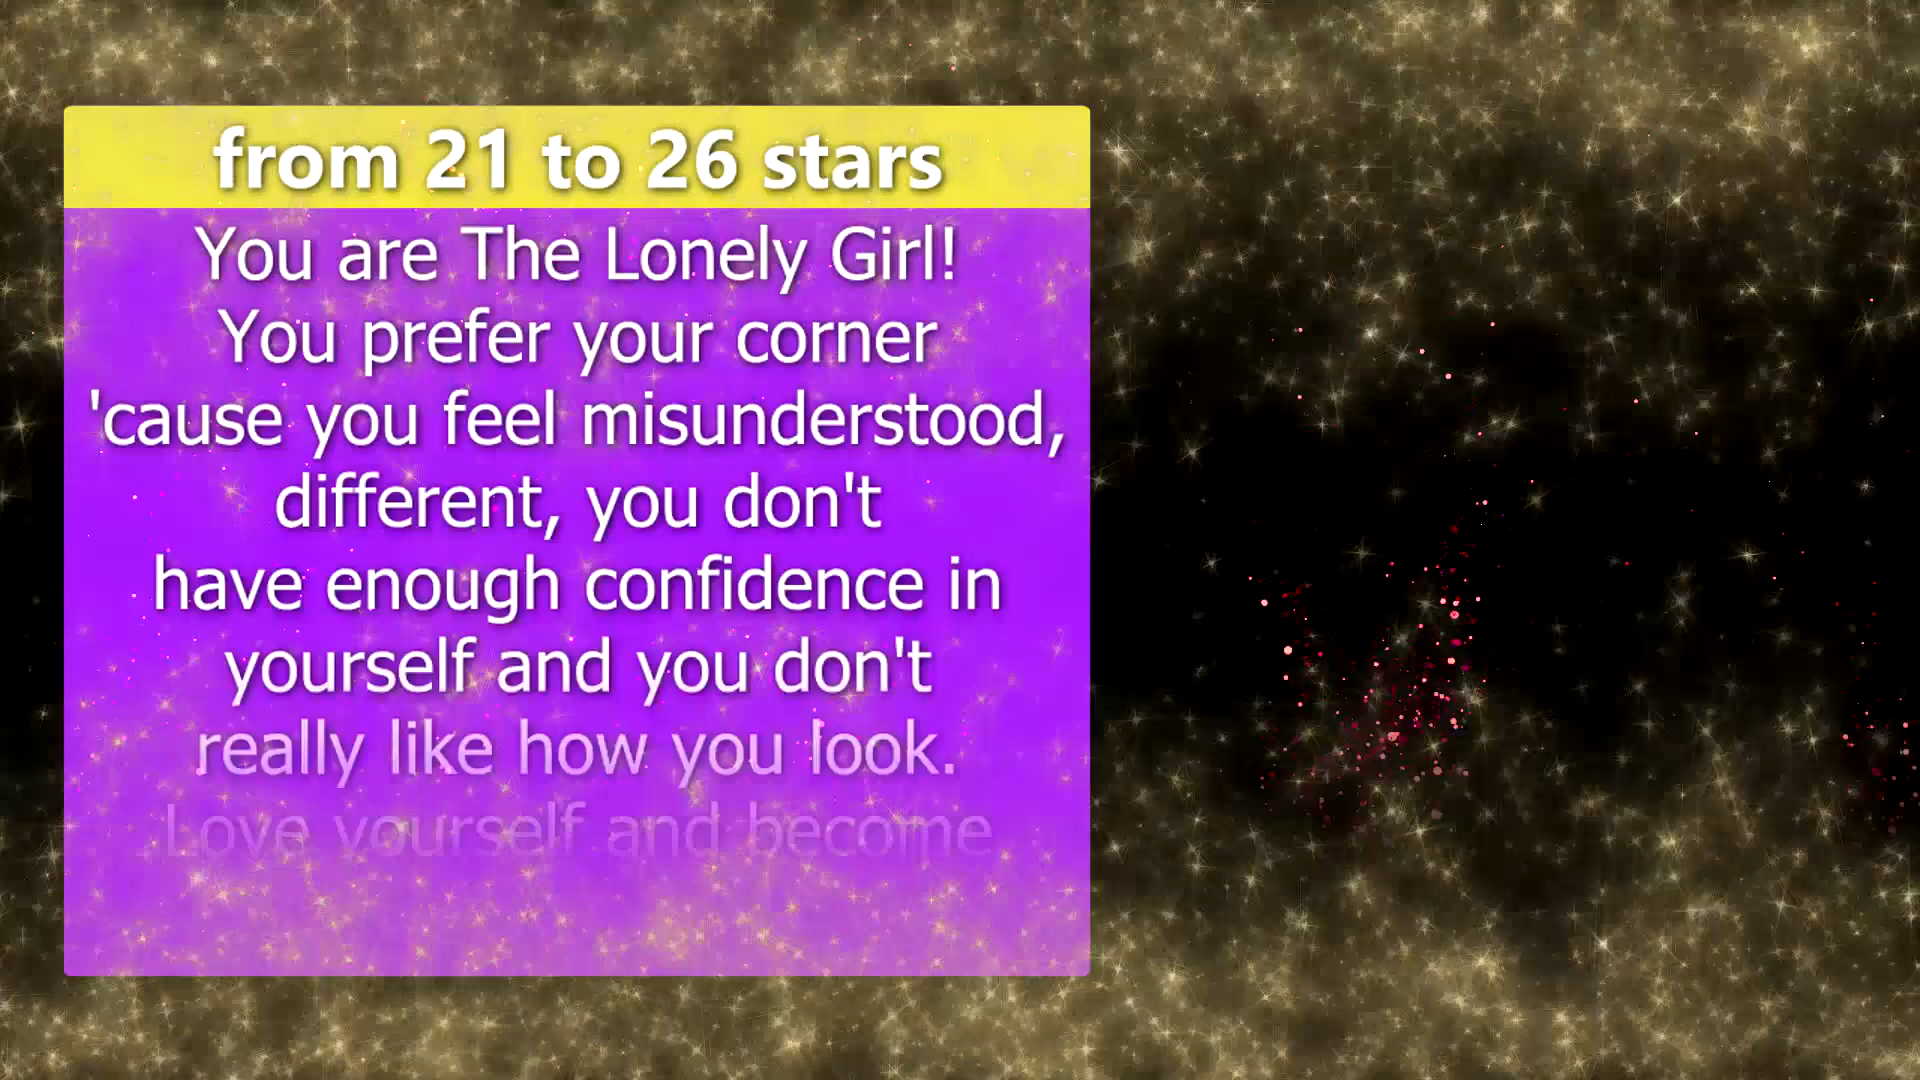 from 21 to 26 stars
You are The Lonely Girl!
You prefer your corner
'cause you feel misunderstood,
different, you don't
have enough confidence in
yourself and you don't
really like how you look.
Love yourself and become